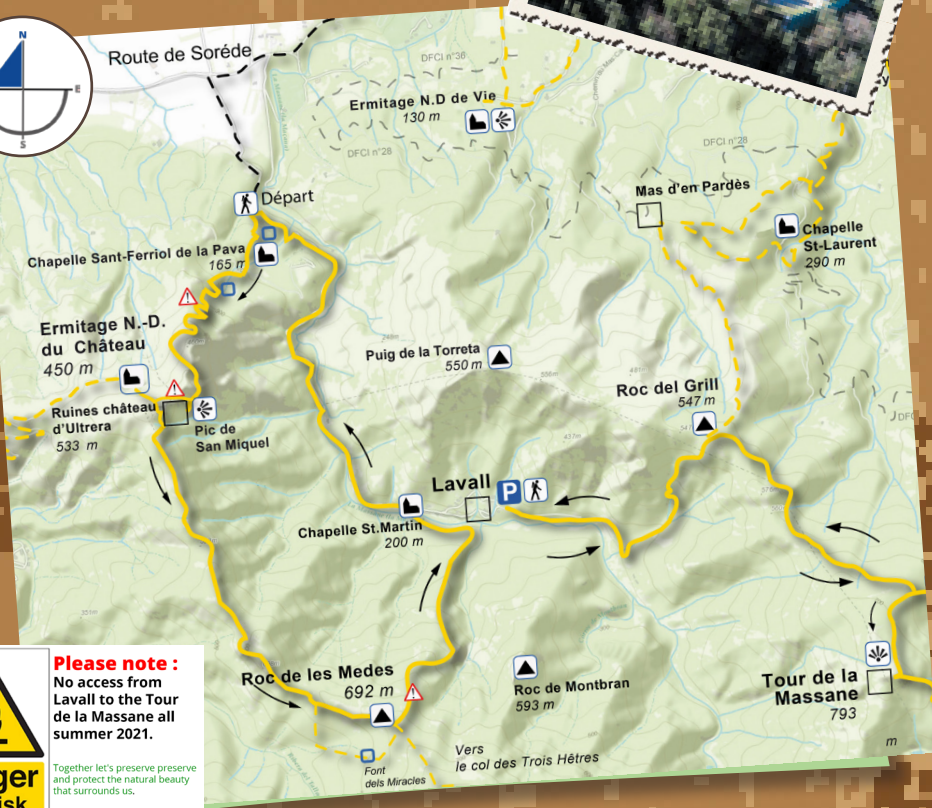 N
E
S
Route de Soréde
DFCI n°36
Ermitage N.D de Vie
130 m
DFCI n°28
DFCI n°28
Mas d'en Pardès
Départ
Chapelle
St-Laurent
290 m
Chapelle Sant-Ferriol de la Pava
165 m
Ermitage N.-D.
du Château
450 m
Puig de la Torreta
550 m
Roc del Grill
547 m
Ruines château
d'Ultrera
533 m
Pic de
San Miquel
Lavall
P
Chapelle St.Martin
200 m
Roc de les Medes
692 m
Roc de Montbran
593 m
Tour de la
Massane
793
m
Vers
le col des Trois Hêtres
Font
dels Miracles
Please note :
No access from
Lavall to the Tour
de la Massane all
summer 2021.
Together let's preserve preserve
and protect the natural beauty
that surrounds us.